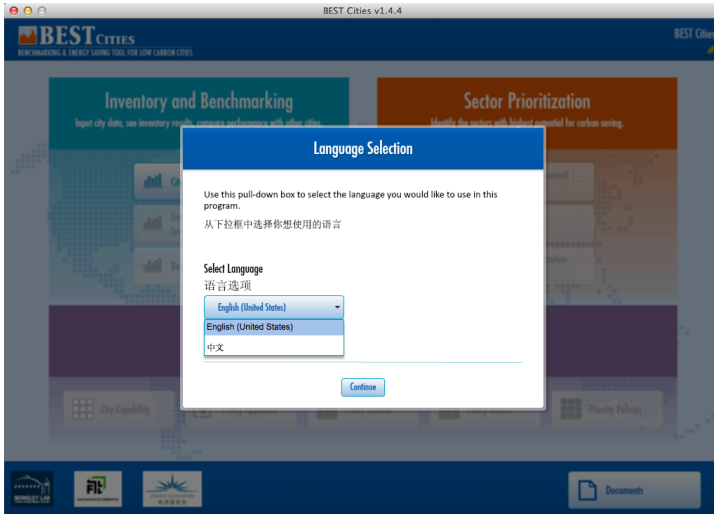 BEST Cities v1.4.4
BEST CITIES
BENCHMARKING & ENERGY SAVING TOOL FOR LOW CARBON CITIES
BEST Cities
Inventory and Benchmarking
Input city data, see inventory results, compare performance with other cities.
Sector Prioritization
Identify the sectors with highest potential for carbon saving.
Language Selection
Use this pull-down box to select the language you would like to use in this
program.
从下拉框中选择你想使用的语言
Select Language
语言选项
English (United States)
English (United States)
中文
Continue
City Capability
Priority Policies
BERKELEY LAB
Documents